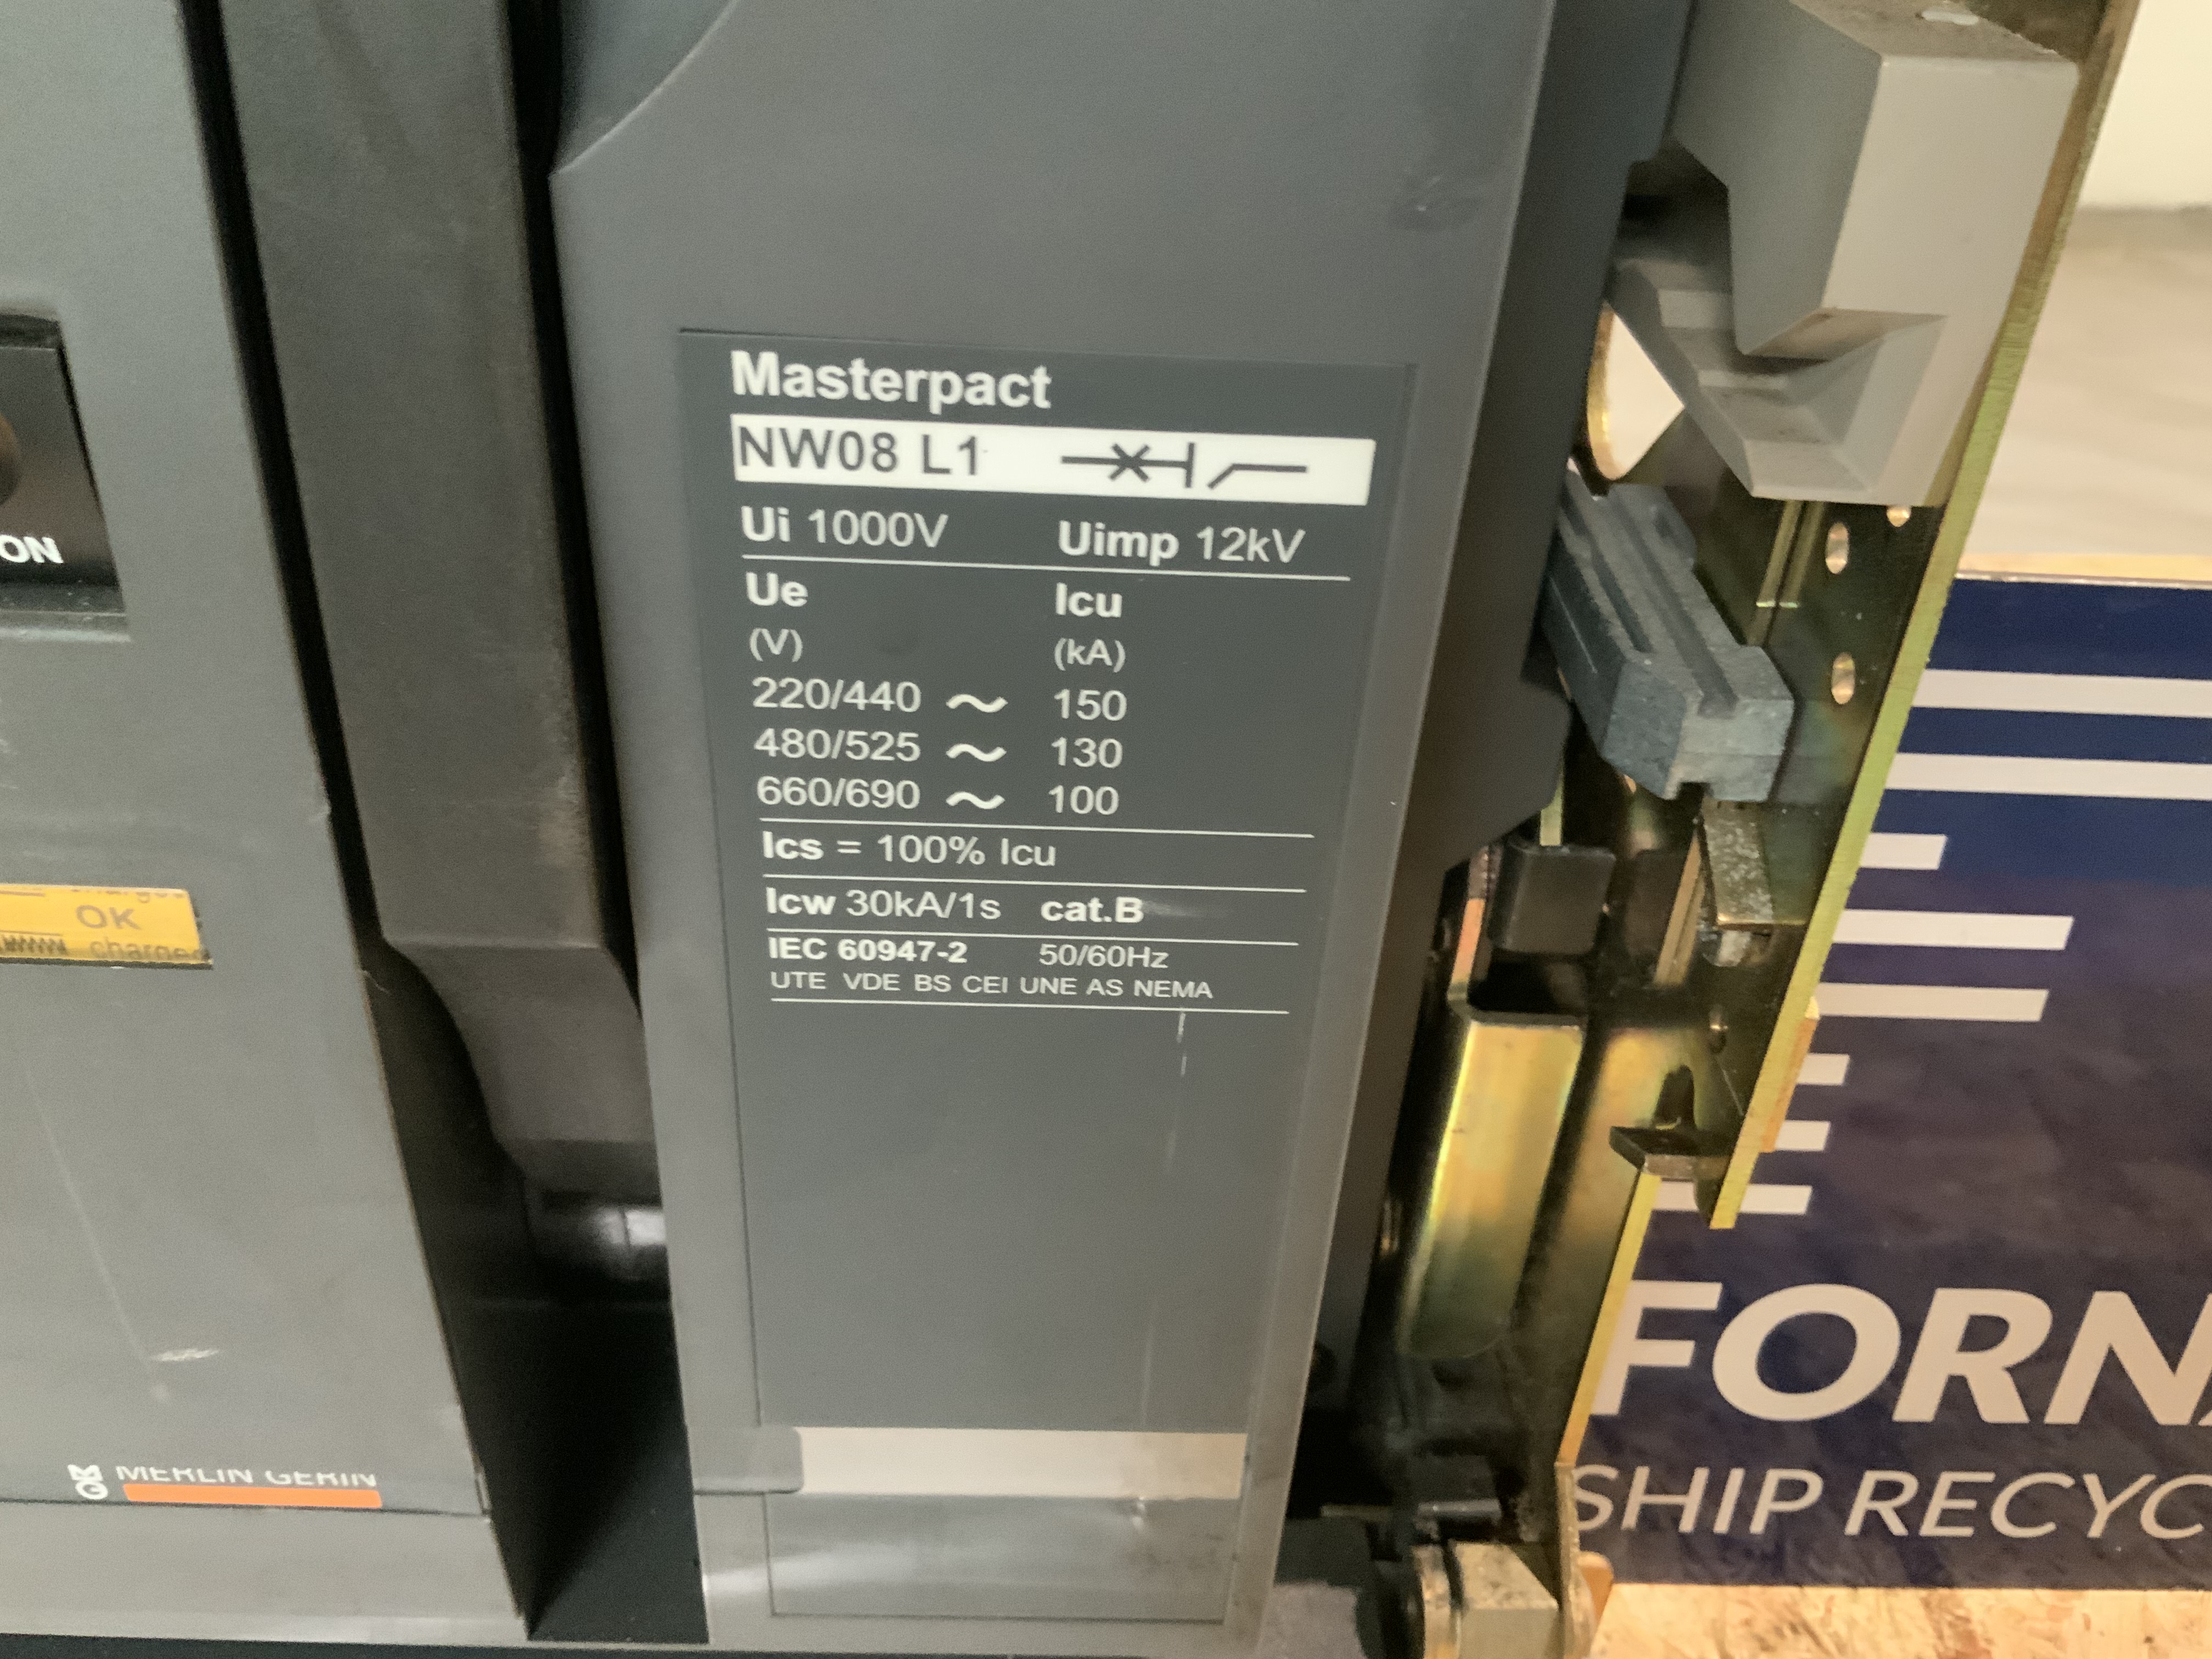 Masterpact
NW08 L1
Ui 1000V Uimp 12kV
Ue Icu
(V) (kA)
220/440 ~ 150
480/525 ~ 130
660/690 ~ 100
Ics = 100% Icu
Icw 30kA/1s cat.B
IEC 60947-2 50/60Hz
UTE VDE BS CEI UNE AS NEMA
ON
OK
charged
MG MERLIN GERIN
FORN
SHIP RECYC